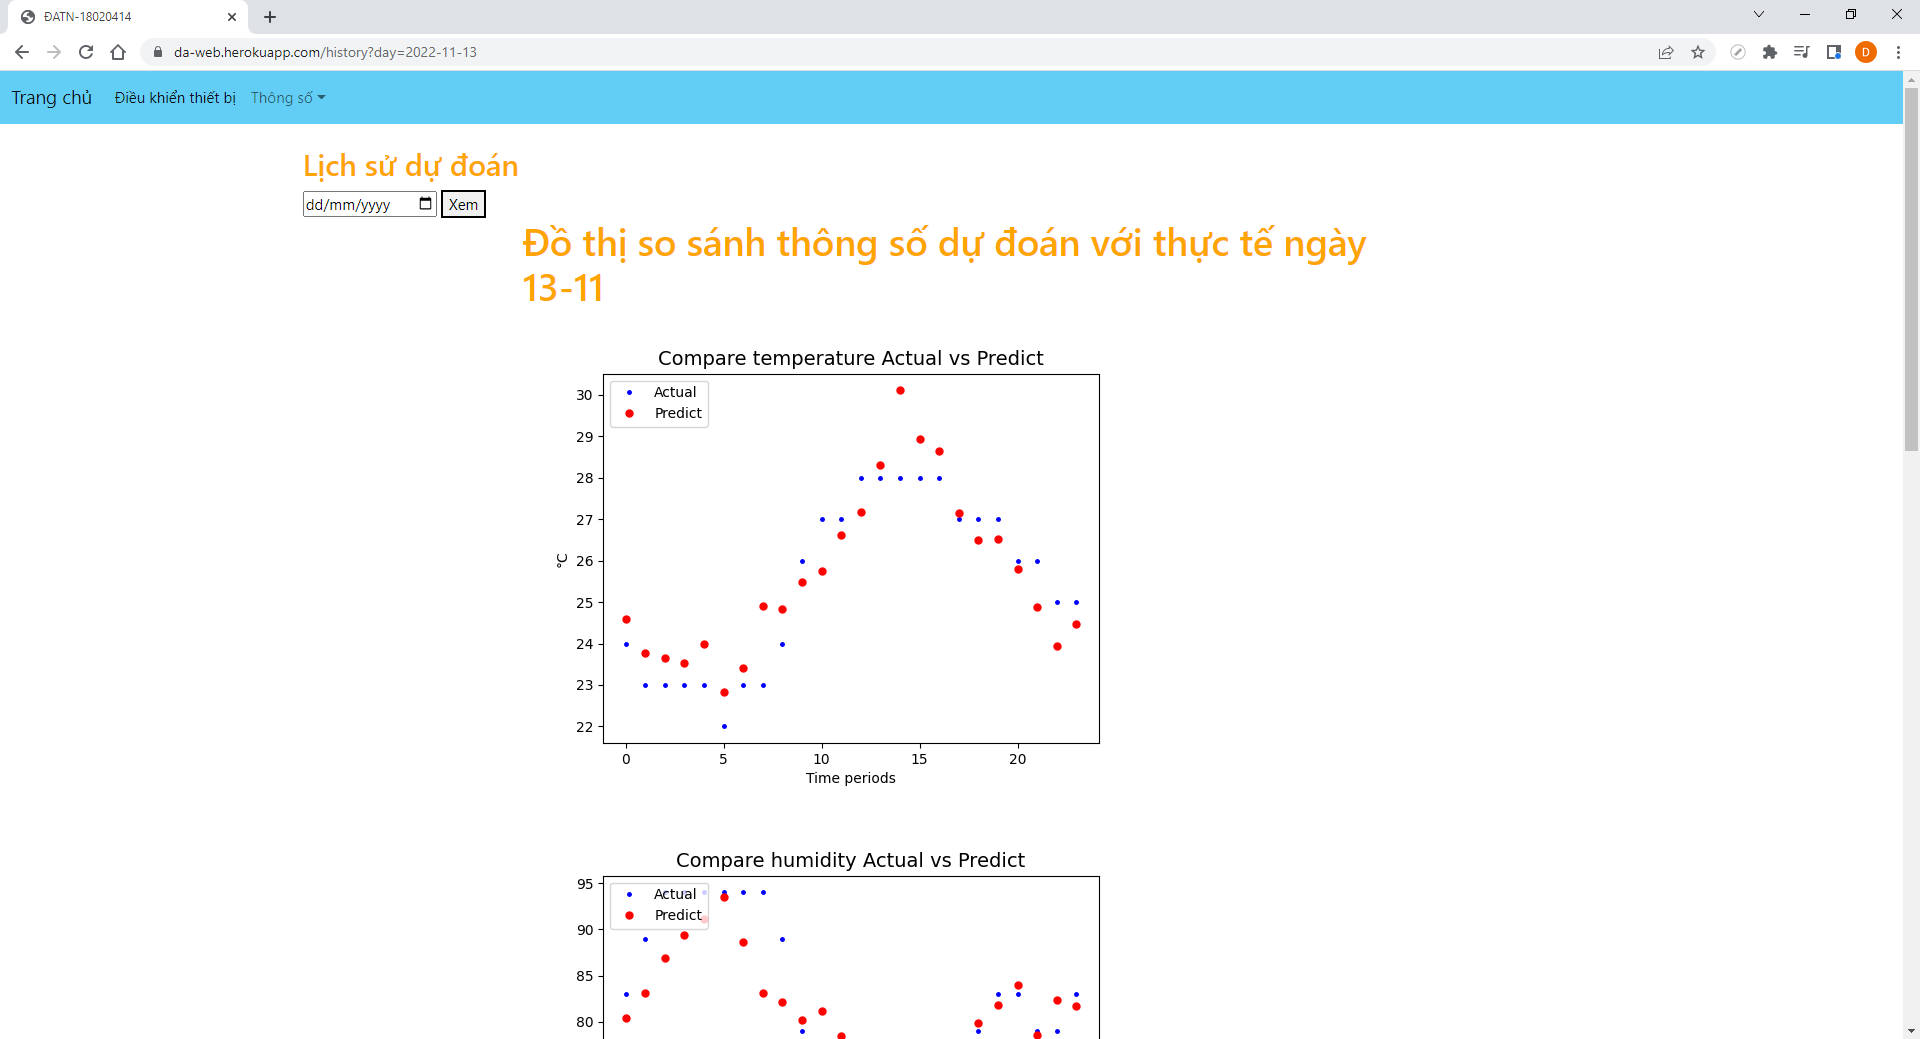 ĐATN-18020414
da-web.herokuapp.com/history?day=2022-11-13
D
Trang chủ Điều khiển thiết bị Thông số
Lịch sử dự đoán
dd/mm/yyyy Xem
Đồ thị so sánh thông số dự đoán với thực tế ngày
13-11
Compare temperature Actual vs Predict
Actual
Predict
30
29
28
27
26
25
24
23
22
°C
0 5 10 15 20
Time periods
Compare humidity Actual vs Predict
Actual
Predict
95
90
85
80